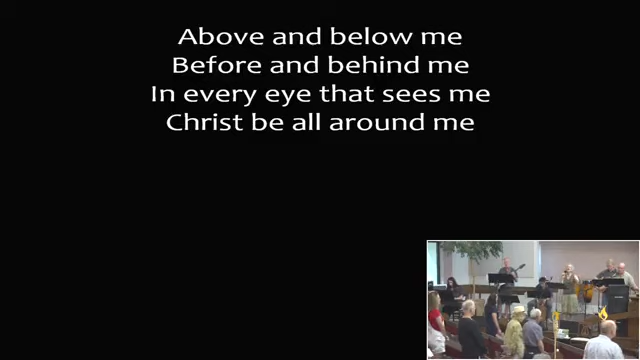 Above and below me
Before and behind me
In every eye that sees me
Christ be all around me